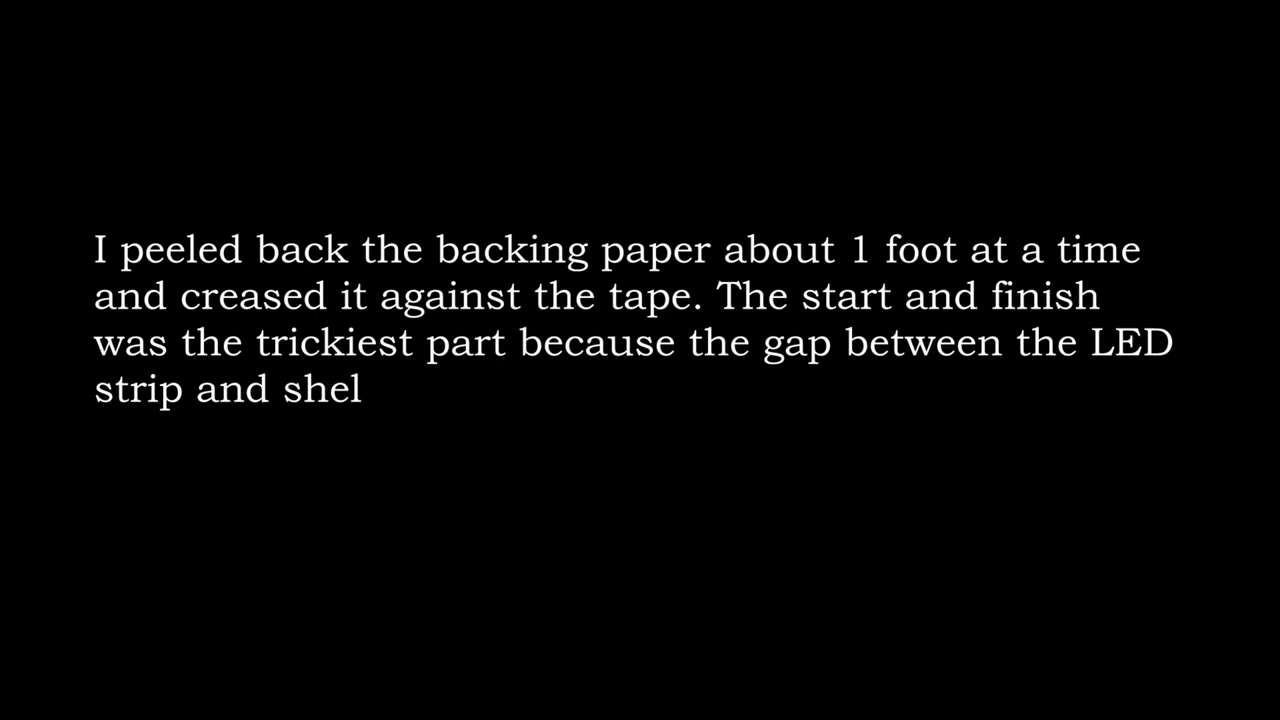 I peeled back the backing paper about 1 foot at a time
and creased it against the tape. The start and finish
was the trickiest part because the gap between the LED
strip and shel